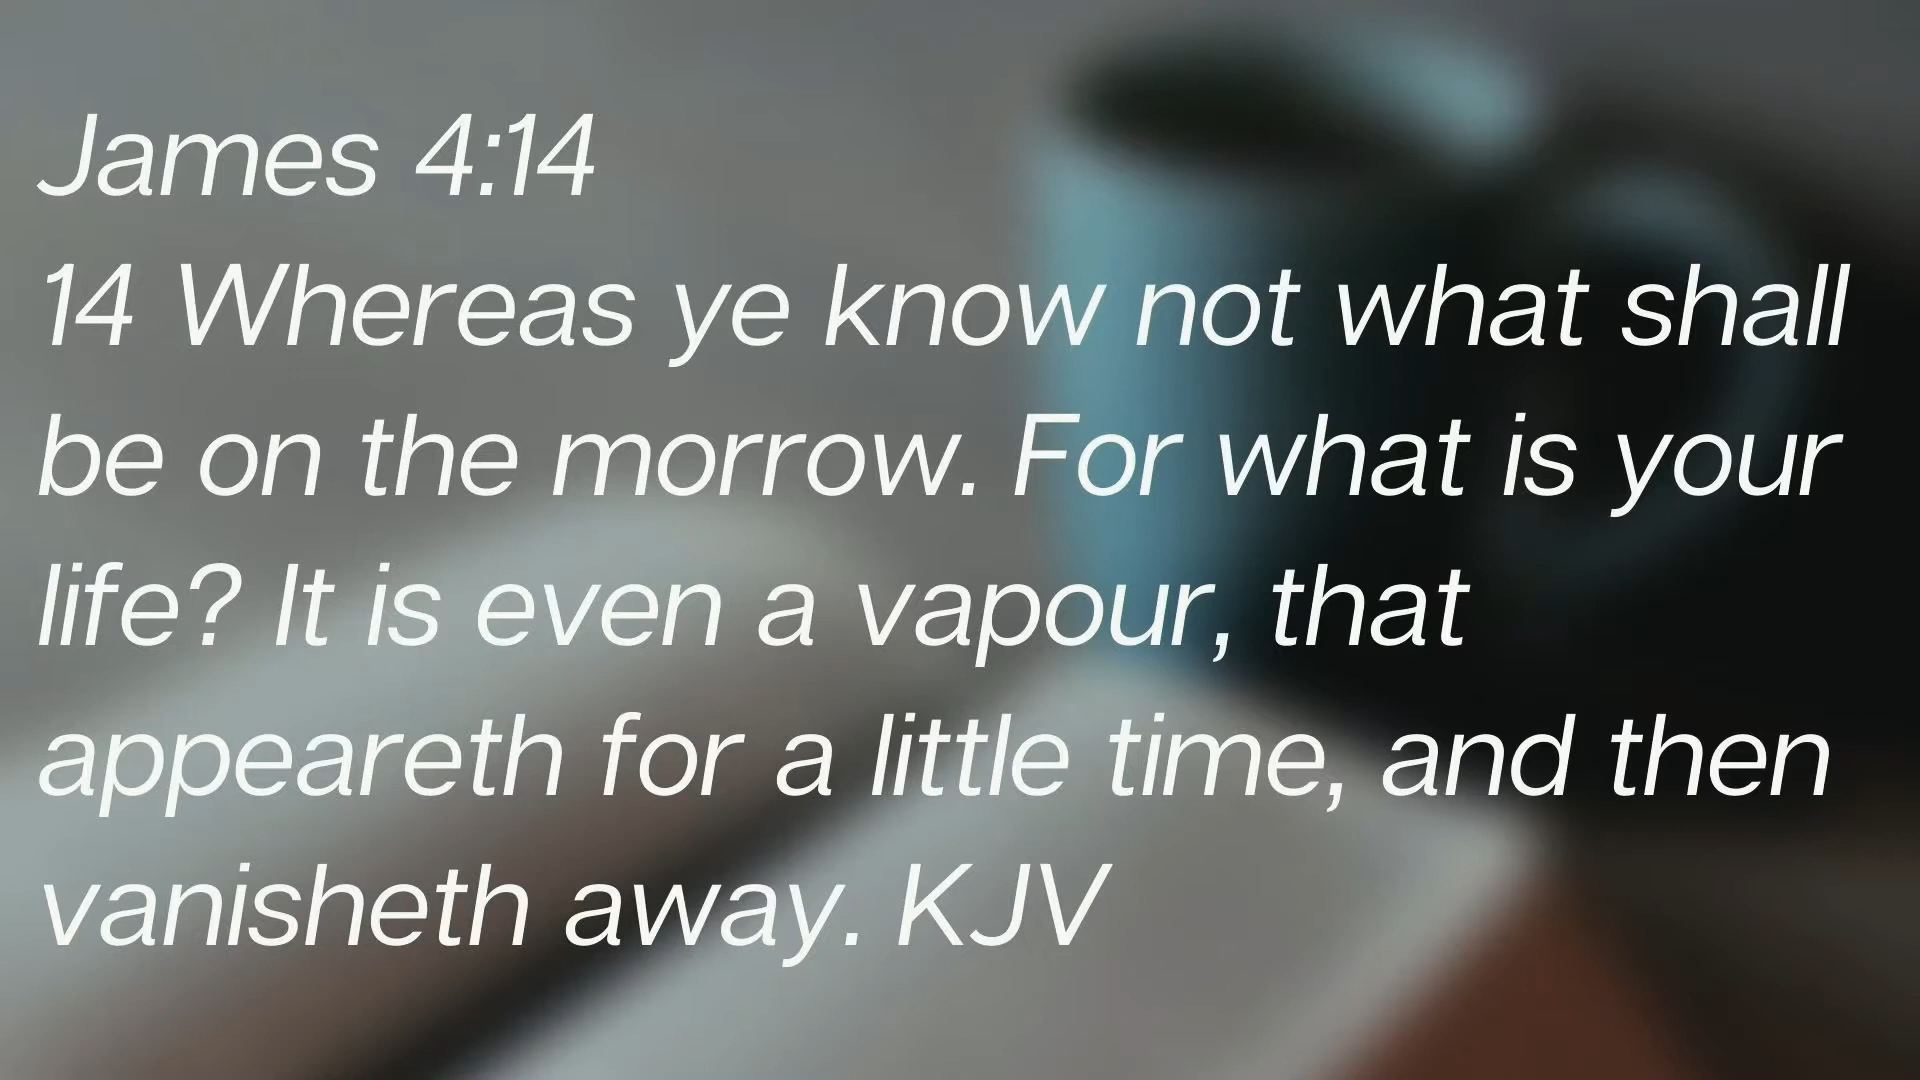 James 4:14
14 Whereas ye know not what shall
be on the morrow. For what is your
life? It is even a vapour, that
appeareth for a little time, and then
vanisheth away. KJV